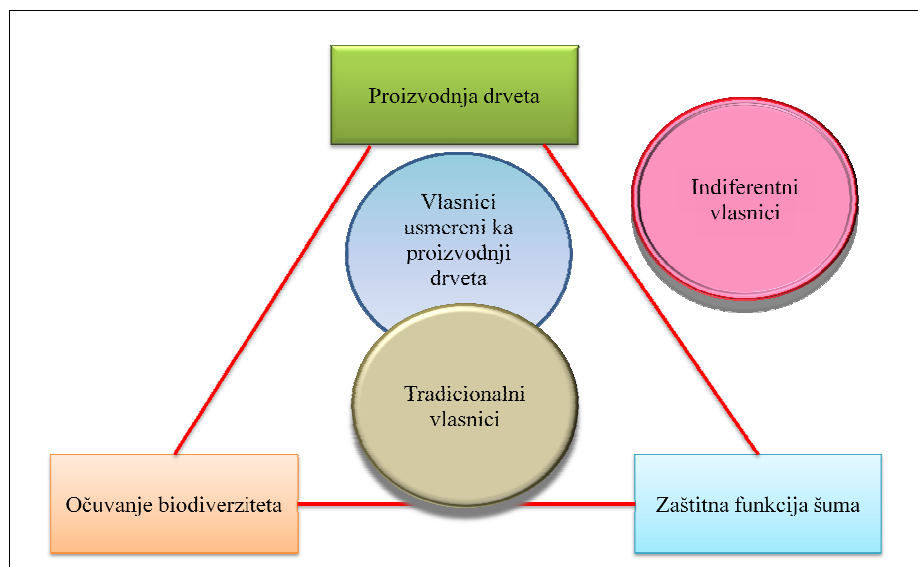 Proizvodnja drveta
Indiferentni
vlasnici
Vlasnici
usmereni ka
proizvodnji
drveta
Tradicionalni
vlasnici
Očuvanje biodiverziteta
Zaštitna funkcija šuma